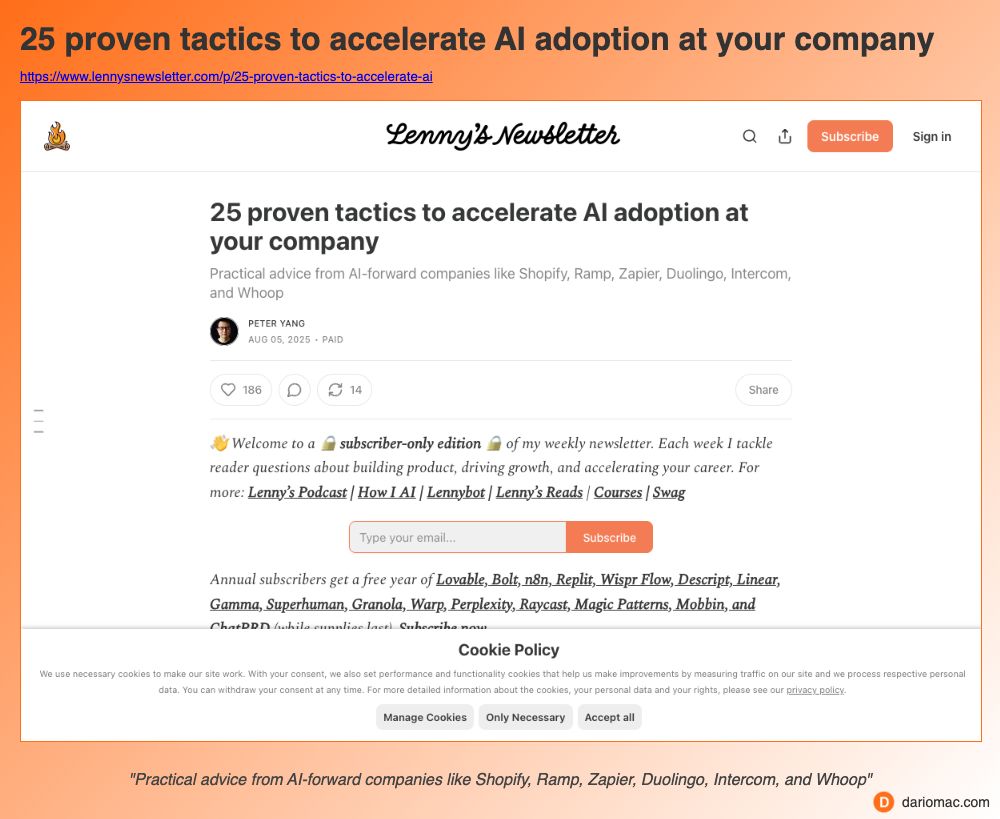 25 proven tactics to accelerate AI adoption at your company
https://www.lennysnewsletter.com/p/25-proven-tactics-to-accelerate-ai
Lenny's Newsletter
Subscribe
Sign in
25 proven tactics to accelerate AI adoption at
your company
Practical advice from AI-forward companies like Shopify, Ramp, Zapier, Duolingo, Intercom,
and Whoop
PETER YANG
AUG 05, 2025 • PAID
186
14
Share
👋 Welcome to a 🔒 subscriber-only edition 🔒 of my weekly newsletter. Each week I tackle
reader questions about building product, driving growth, and accelerating your career. For
more: Lenny's Podcast | How I AI | Lennybot | Lenny's Reads | Courses | Swag
Type your email...
Subscribe
Annual subscribers get a free year of Lovable, Bolt, n8n, Replit, Wispr Flow, Descript, Linear,
Gamma, Superhuman, Granola, Warp, Perplexity, Raycast, Magic Patterns, Mobbin, and
ChatPRD (while supplies last). Subscribe now.
Cookie Policy
We use necessary cookies to make our site work. With your consent, we also set performance and functionality cookies that help us make improvements by measuring traffic on our site and we process respective personal
data. You can withdraw your consent at any time. For more detailed information about the cookies, your personal data and your rights, please see our privacy policy.
Manage Cookies
Only Necessary
Accept all
"Practical advice from AI-forward companies like Shopify, Ramp, Zapier, Duolingo, Intercom, and Whoop"
D dariomac.com